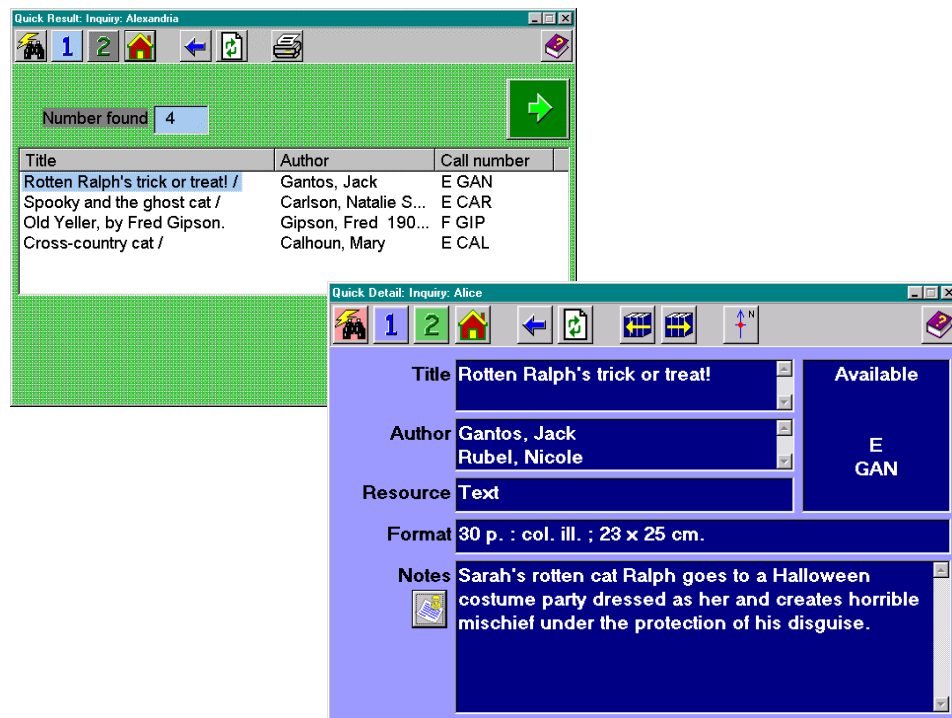 Quick Result: Inquiry: Alexandria
1 2
Number found 4
Title Author Call number
Rotten Ralph's trick or treat! / Gantos, Jack E GAN
Spooky and the ghost cat / Carlson, Natalie S... E CAR
Old Yeller, by Fred Gipson. Gipson, Fred 190... F GIP
Cross-country cat / Calhoun, Mary E CAL
Quick Detail: Inquiry: Alice
1 2 N
Title Rotten Ralph's trick or treat!
Available
Author Gantos, Jack
Rubel, Nicole
E
GAN
Resource Text
Format 30 p. : col. ill. ; 23 x 25 cm.
Notes Sarah's rotten cat Ralph goes to a Halloween
costume party dressed as her and creates horrible
mischief under the protection of his disguise.